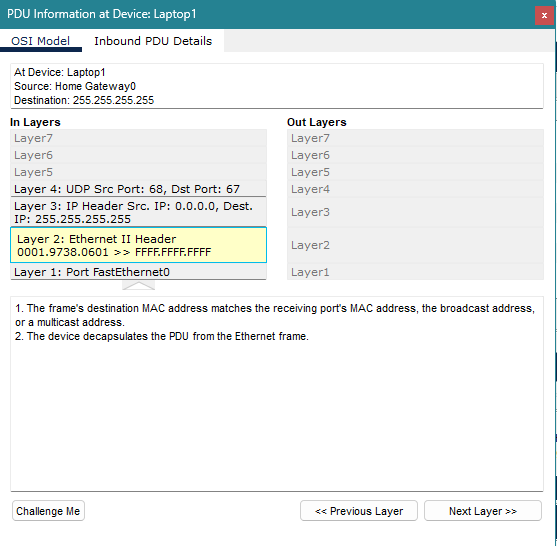 PDU Information at Device: Laptop1
x
OSI Model Inbound PDU Details
At Device: Laptop1
Source: Home Gateway0
Destination: 255.255.255.255
In Layers
Layer7
Layer6
Layer5
Layer 4: UDP Src Port: 68, Dst Port: 67
Layer 3: IP Header Src. IP: 0.0.0.0, Dest.
IP: 255.255.255.255
Layer 2: Ethernet II Header
0001.9738.0601 >> FFFF.FFFF.FFFF
Layer 1: Port FastEthernet0
Out Layers
Layer7
Layer6
Layer5
Layer4
Layer3
Layer2
Layer1
1. The frame's destination MAC address matches the receiving port's MAC address, the broadcast address,
or a multicast address.
2. The device decapsulates the PDU from the Ethernet frame.
Challenge Me
<< Previous Layer
Next Layer >>